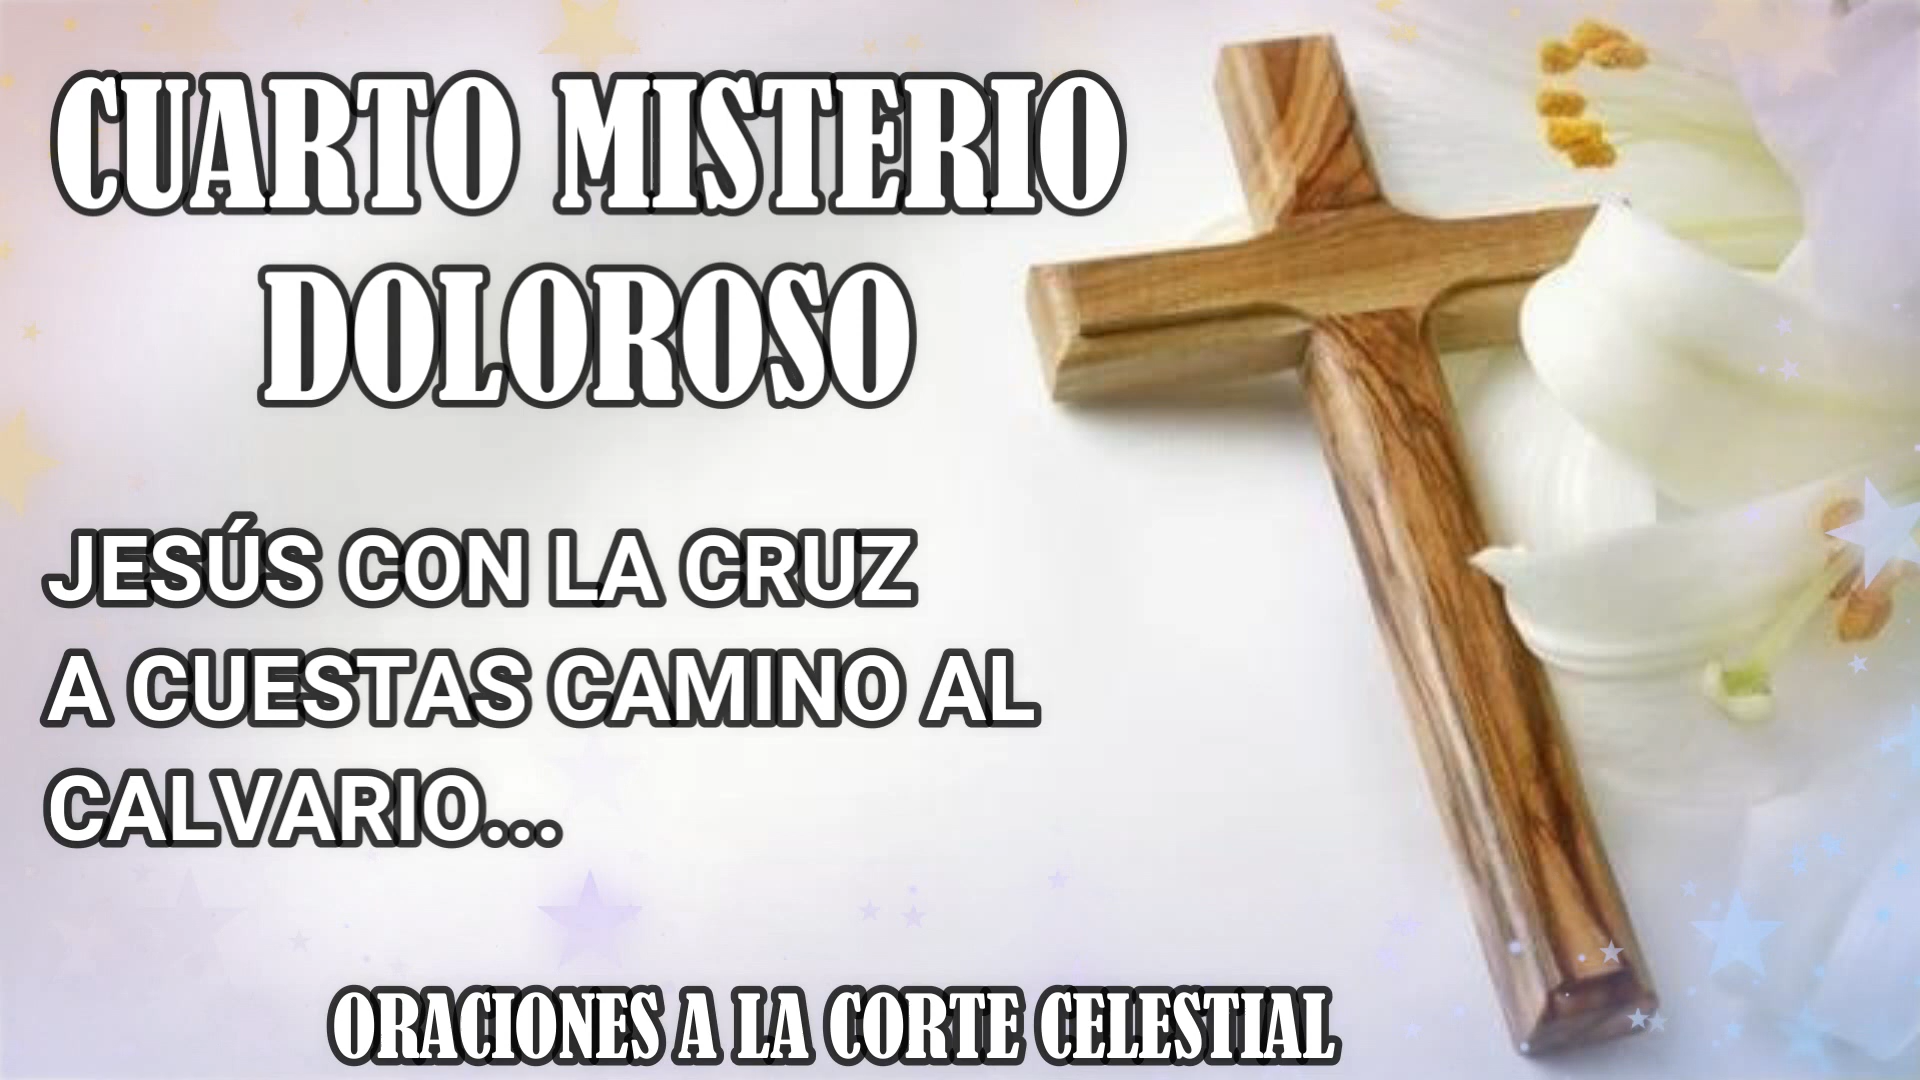 CUARTO MISTERIO
DOLOROSO
JESÚS CON LA CRUZ
A CUESTAS CAMINO AL
CALVARIO...
ORACIONES A LA CORTE CELESTIAL